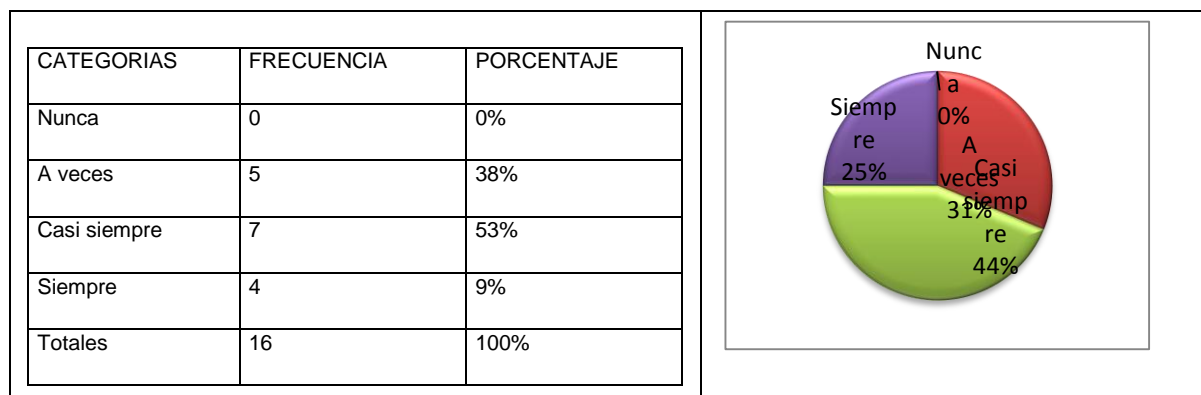 CATEGORIAS FRECUENCIA PORCENTAJE
Nunca 0 0%
A veces 5 38%
Casi siempre 7 53%
Siempre 4 9%
Totales 16 100%
Nunc
a
0%
A
veces
31%
Casi
siemp
re
44%
Siemp
re
25%